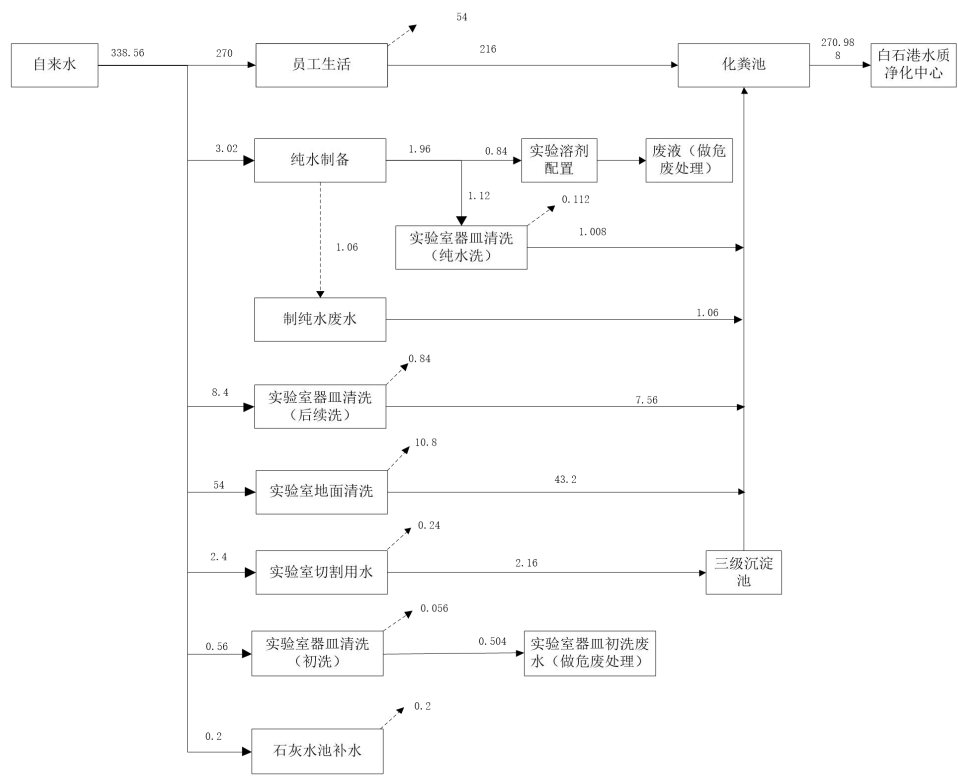 54
338.56
270
216
270.98
8
自来水
员工生活
化粪池
白石港水质
净化中心
3.02
纯水制备
1.96
0.84
实验溶剂
配置
废液（做危
废处理）
1.12
0.112
1.06
实验室器皿清洗
（纯水洗）
1.008
制纯水废水
1.06
0.84
8.4
实验室器皿清洗
（后续洗）
7.56
10.8
54
实验室地面清洗
43.2
0.24
2.4
实验室切割用水
2.16
三级沉淀
池
0.056
0.56
实验室器皿清洗
（初洗）
0.504
实验室器皿初洗废
水（做危废处理）
0.2
0.2
石灰水池补水